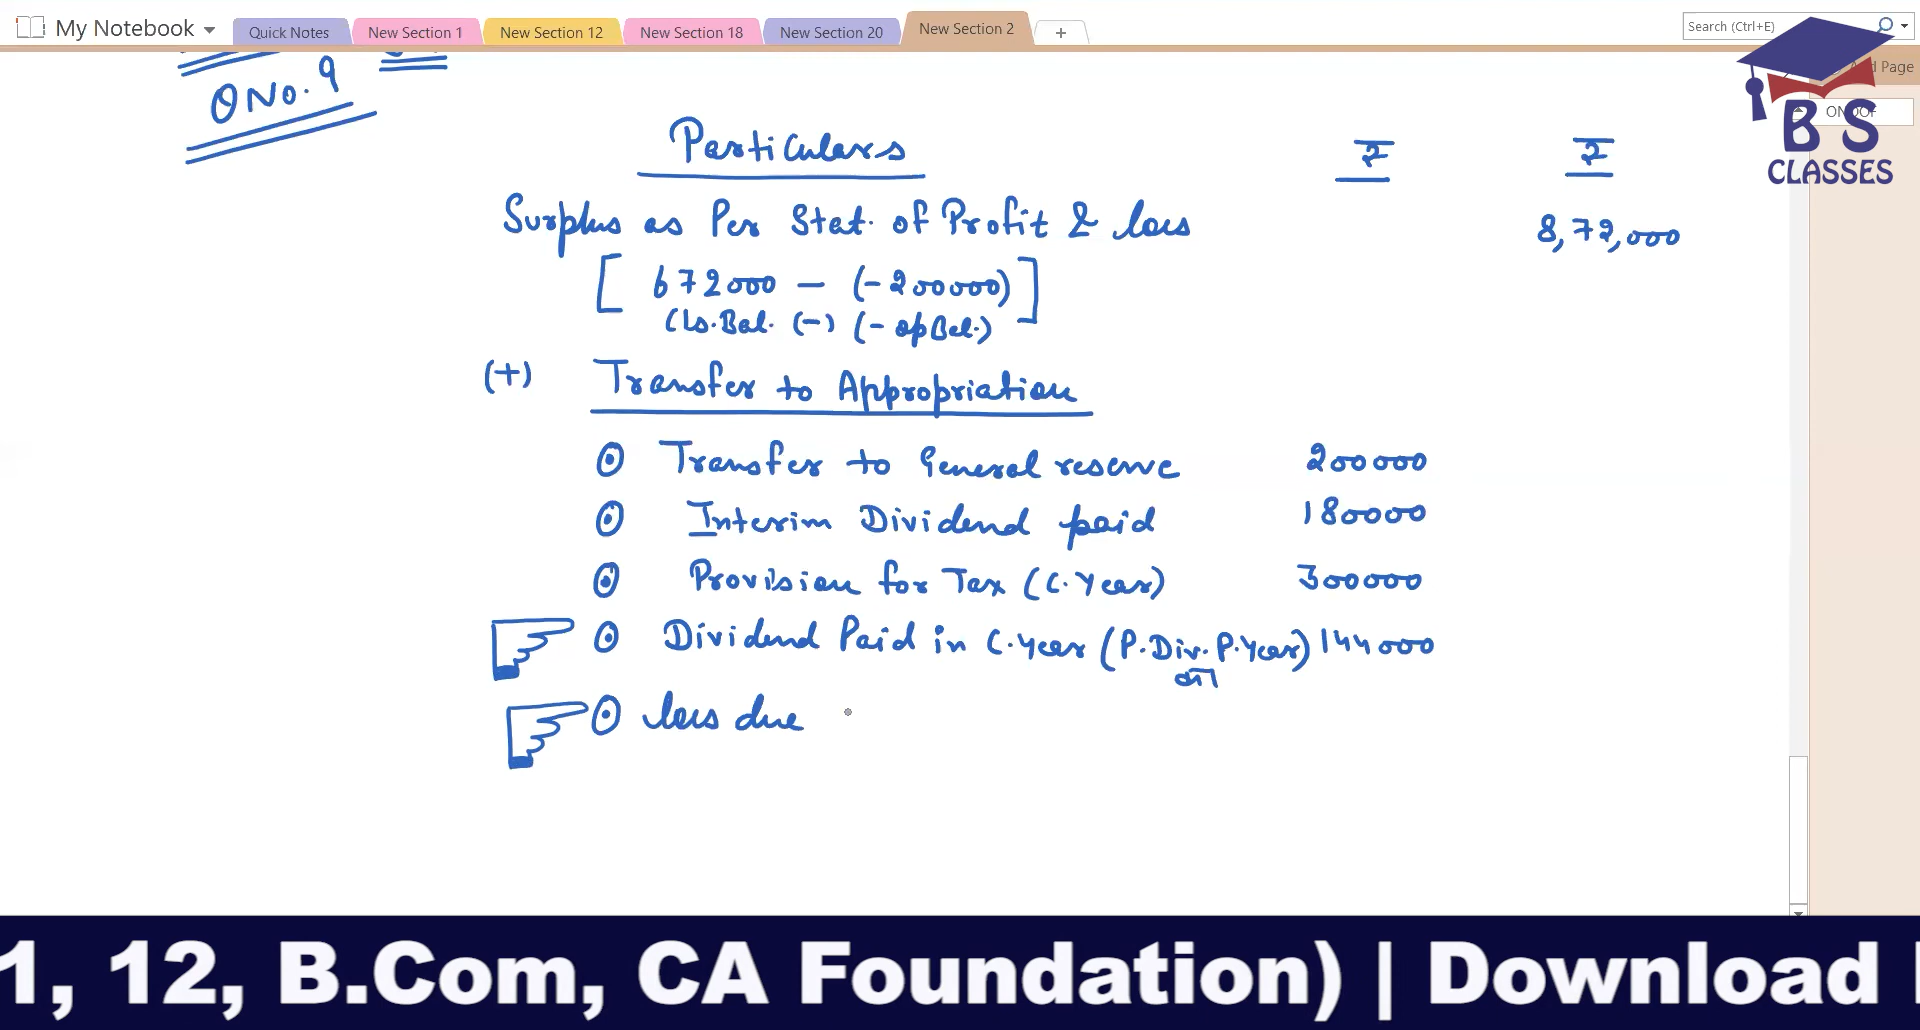 My Notebook
Quick Notes
New Section 1
New Section 12
New Section 18
New Section 20
New Section 2
+
Search (Ctrl+E)
d Page
B S
CLASSES
Q No. 9
Particulars ₹ ₹
Surplus as Per Stat. of Profit & loss 8,72,000
[ 672000 – (-200000) ]
Cls.Bal. (-) (- op Bal.)
(+) Transfer to Appropriation
⊙ Transfer to General reserve 200000
⊙ Interim Dividend paid 180000
⊙ Provision for Tax (C.Year) 300000
⊙ Dividend Paid in C.year (P.Div. P.Year) 144000
का
⊙ loss due
1, 12, B.Com, CA Foundation) | Download